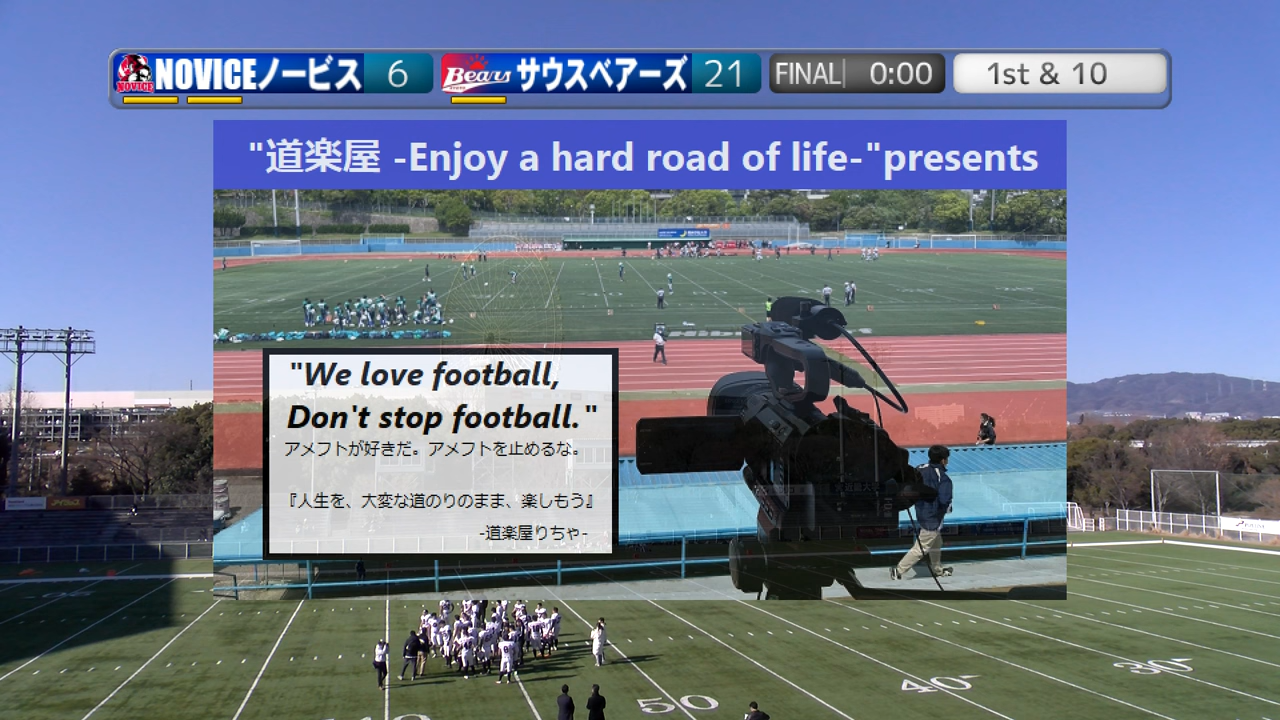 NOVICE
NOVICEノービス 6
Bears
サウスベアーズ 21
FINAL 0:00
1st & 10
"道楽屋 -Enjoy a hard road of life-"presents
"We love football,
Don't stop football."
アメフトが好きだ。アメフトを止めるな。
『人生を、大変な道のりのまま、楽しもう』
-道楽屋りちゃ-
50
40
30